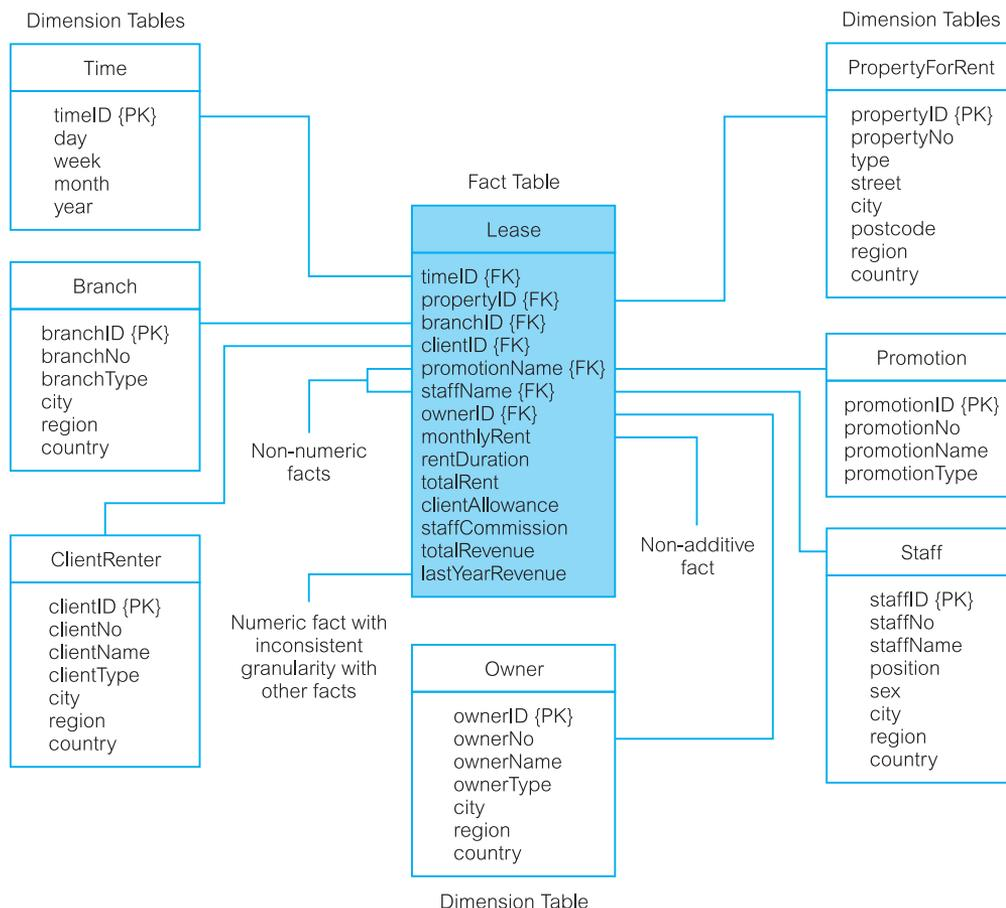 Dimension Tables
Time
timeID {PK}
day
week
month
year
Branch
branchID {PK}
branchNo
branchType
city
region
country
ClientRenter
clientID {PK}
clientNo
clientName
clientType
city
region
country
Fact Table
Lease
timeID {FK}
propertyID {FK}
branchID {FK}
clientID {FK}
promotionName {FK}
staffName {FK}
ownerID {FK}
monthlyRent
rentDuration
totalRent
clientAllowance
staffCommission
totalRevenue
lastYearRevenue
Non-numeric
facts
Numeric fact with
inconsistent
granularity with
other facts
Non-additive
fact
Owner
ownerID {PK}
ownerNo
ownerName
ownerType
city
region
country
Dimension Table
Dimension Tables
PropertyForRent
propertyID {PK}
propertyNo
type
street
city
postcode
region
country
Promotion
promotionID {PK}
promotionNo
promotionName
promotionType
Staff
staffID {PK}
staffNo
staffName
position
sex
city
region
country